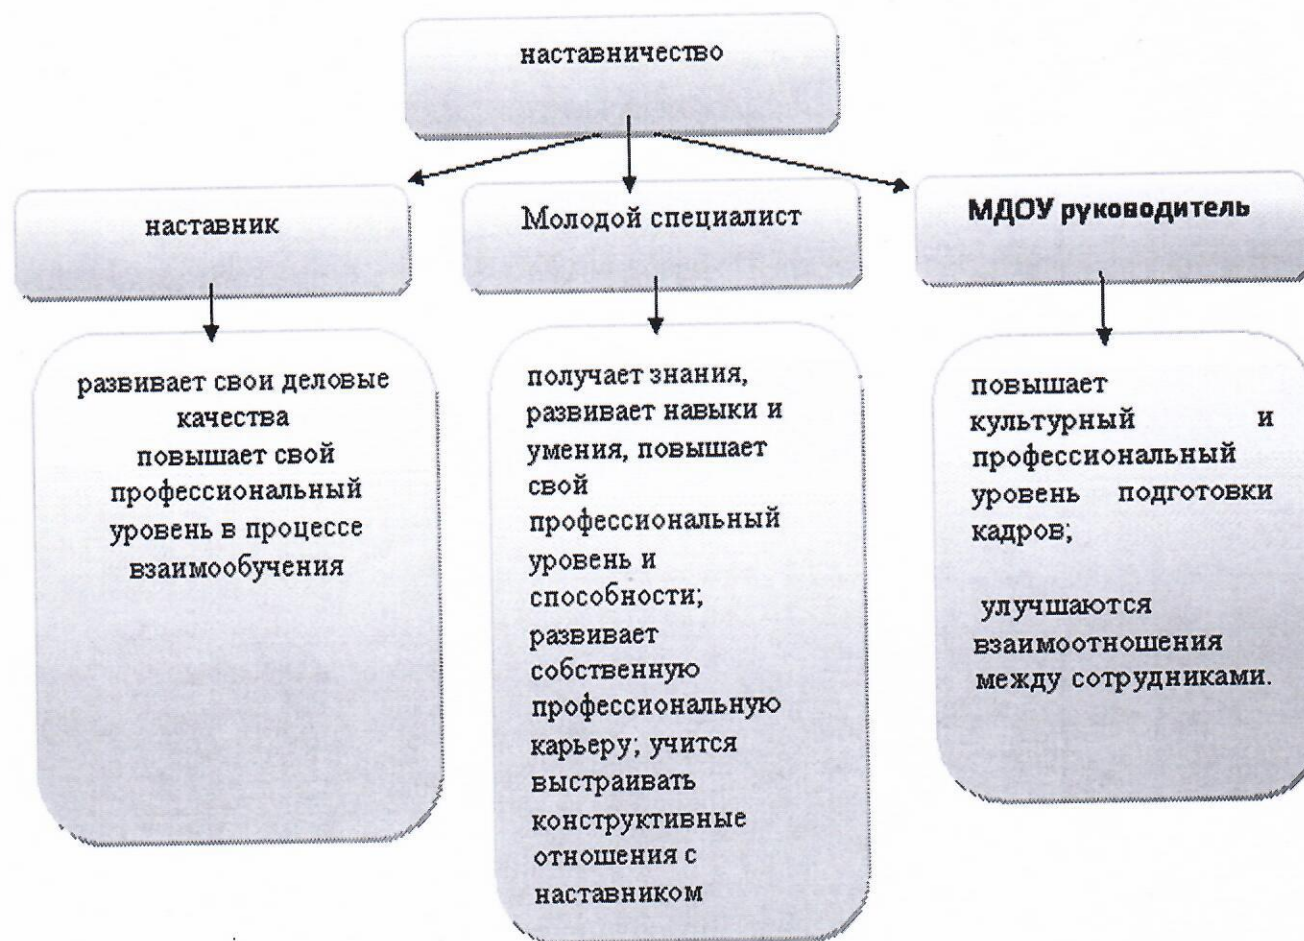 наставничество
наставник
Молодой специалист
МДОУ руководитель
развивает свои деловые
качества
повышает свой
профессиональный
уровень в процессе
взаимообучения
получает знания,
развивает навыки и
умения, повышает
свой
профессиональный
уровень и
способности;
развивает
собственную
профессиональную
карьеру; учится
выстраивать
конструктивные
отношения с
наставником
повышает
культурный и
профессиональный
уровень подготовки
кадров;
улучшаются
взаимоотношения
между сотрудниками.